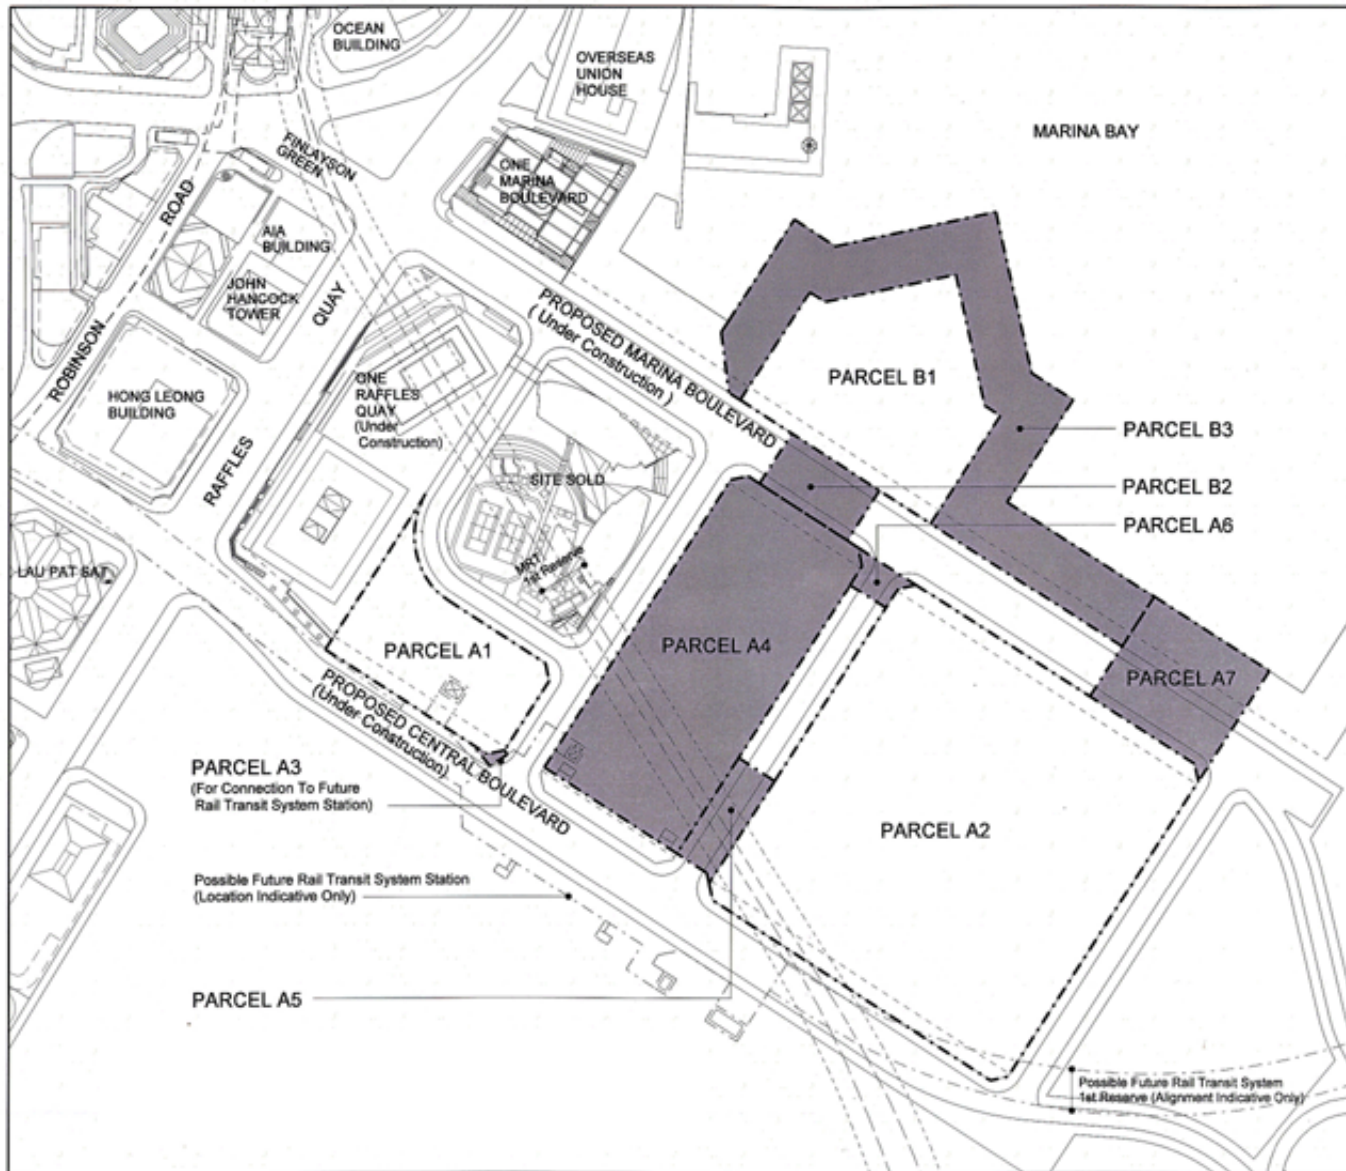 OCEAN
BUILDING
OVERSEAS
UNION
HOUSE
MARINA BAY
FINLAYSON
GREEN
ONE
MARINA
BOULEVARD
ROBINSON ROAD
AIA
BUILDING
JOHN
HANCOCK
TOWER
RAFFLES QUAY
HONG LEONG
BUILDING
ONE
RAFFLES
QUAY
(Under
Construction)
PROPOSED MARINA BOULEVARD
( Under Construction )
SITE SOLD
MRT
1st Reserve
LAU PAT SAT
PARCEL B1
PARCEL B3
PARCEL B2
PARCEL A6
PARCEL A1
PARCEL A4
PARCEL A7
PROPOSED CENTRAL BOULEVARD
(Under Construction)
PARCEL A3
(For Connection To Future
Rail Transit System Station)
PARCEL A2
Possible Future Rail Transit System Station
(Location Indicative Only)
PARCEL A5
Possible Future Rail Transit System
1st Reserve (Alignment Indicative Only)